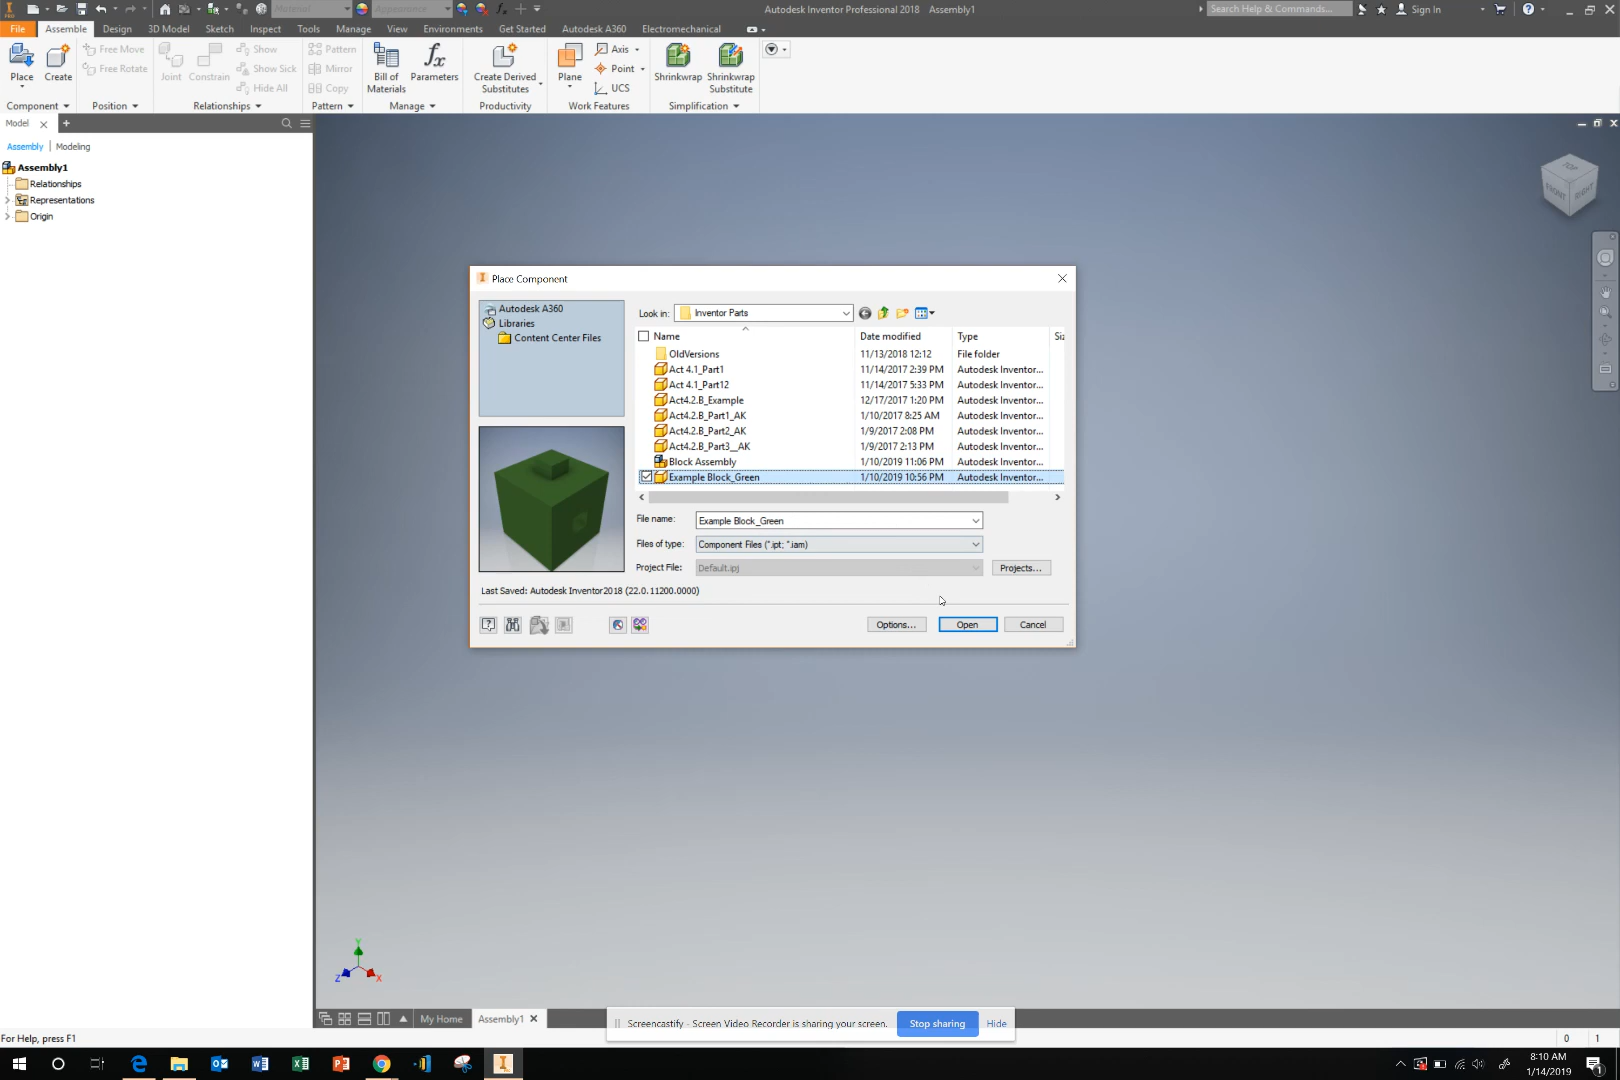 Material
Appearance
Autodesk Inventor Professional 2018 Assembly1
Search Help & Commands...
Sign In
File Assemble Design 3D Model Sketch Inspect Tools Manage View Environments Get Started Autodesk A360 Electromechanical
Place
Create
Free Move
Free Rotate
Joint
Constrain
Show
Show Sick
Hide All
Pattern
Mirror
Copy
Bill of
Materials
Parameters
Create Derived
Substitutes
Plane
Axis
Point
UCS
Shrinkwrap
Shrinkwrap
Substitute
Component Position Relationships Pattern Manage Productivity Work Features Simplification
Model
Assembly | Modeling
Assembly1
Relationships
Representations
Origin
TOP
FRONT
RIGHT
Place Component
Autodesk A360
Libraries
Content Center Files
Look in: Inventor Parts
Name Date modified Type Siz
OldVersions 11/13/2018 12:12 File folder
Act 4.1_Part1 11/14/2017 2:39 PM Autodesk Inventor...
Act 4.1_Part12 11/14/2017 5:33 PM Autodesk Inventor...
Act4.2.B_Example 12/17/2017 1:20 PM Autodesk Inventor...
Act4.2.B_Part1_AK 1/10/2017 8:25 AM Autodesk Inventor...
Act4.2.B_Part2_AK 1/9/2017 2:08 PM Autodesk Inventor...
Act4.2.B_Part3__AK 1/9/2017 2:13 PM Autodesk Inventor...
Block Assembly 1/10/2019 11:06 PM Autodesk Inventor...
Example Block_Green 1/10/2019 10:56 PM Autodesk Inventor...
File name: Example Block_Green
Files of type: Component Files (*.ipt; *.iam)
Project File: Default.ipj Projects...
Last Saved: Autodesk Inventor2018 (22.0.11200.0000)
Options... Open Cancel
Y
Z
X
My Home Assembly1
Screencastify - Screen Video Recorder is sharing your screen. Stop sharing Hide
For Help, press F1 0 1
8:10 AM
1/14/2019
1